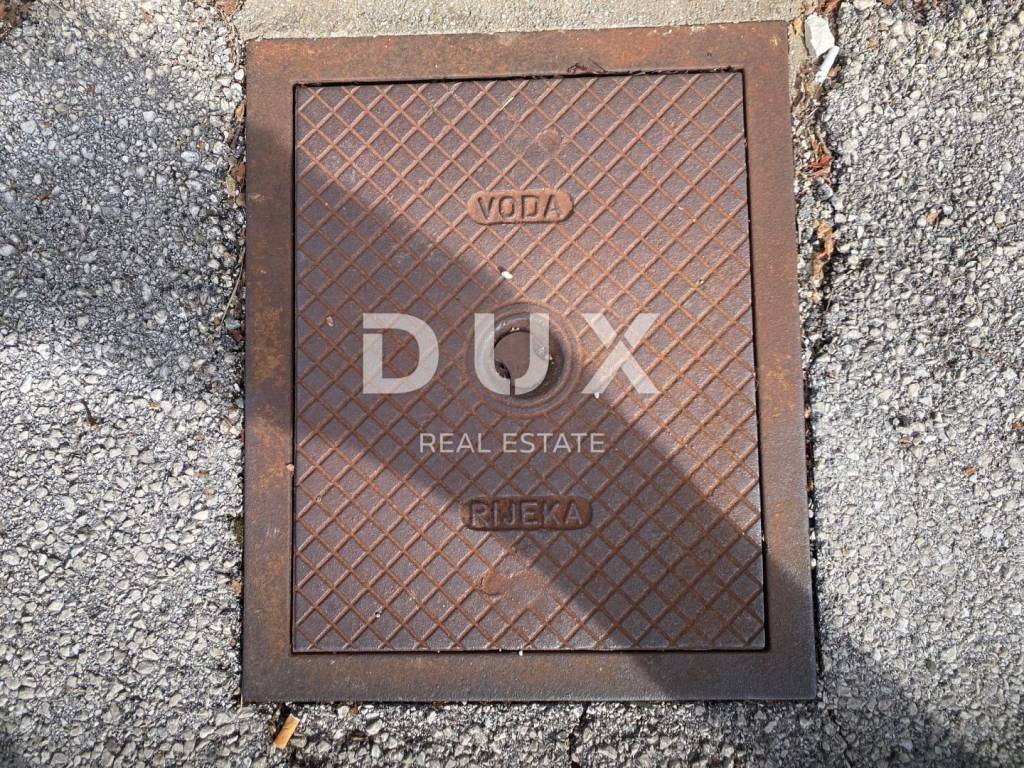 VODA
DUX
REAL ESTATE
RIJEKA